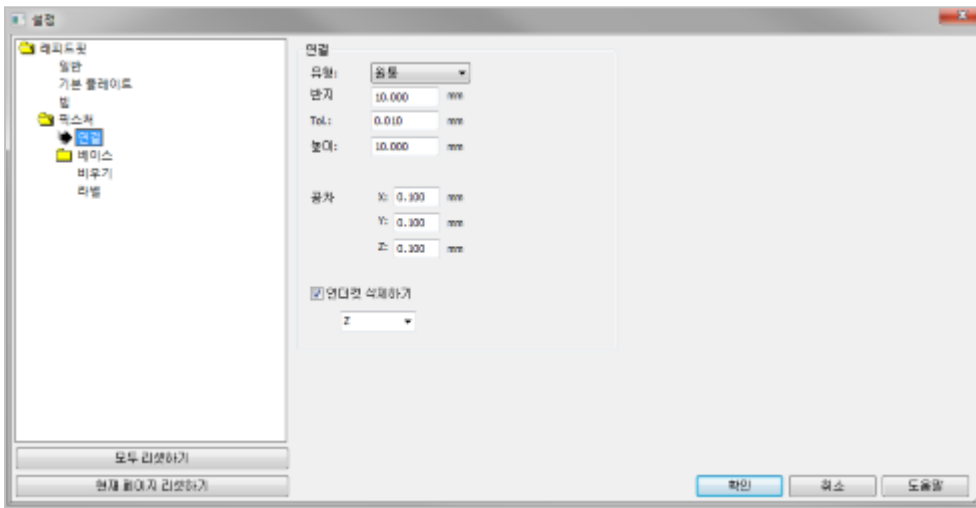 설정
래피드핏
일반
기본 플레이트
빔
픽스쳐
연결
베이스
비우기
라벨
모두 리셋하기
현재 페이지 리셋하기
연결
유형: 원통
반지 10.000 mm
Tol.: 0.010 mm
높이: 10.000 mm
공차 X: 0.100 mm
Y: 0.100 mm
Z: 0.100 mm
언더컷 삭제하기
Z
확인 취소 도움말